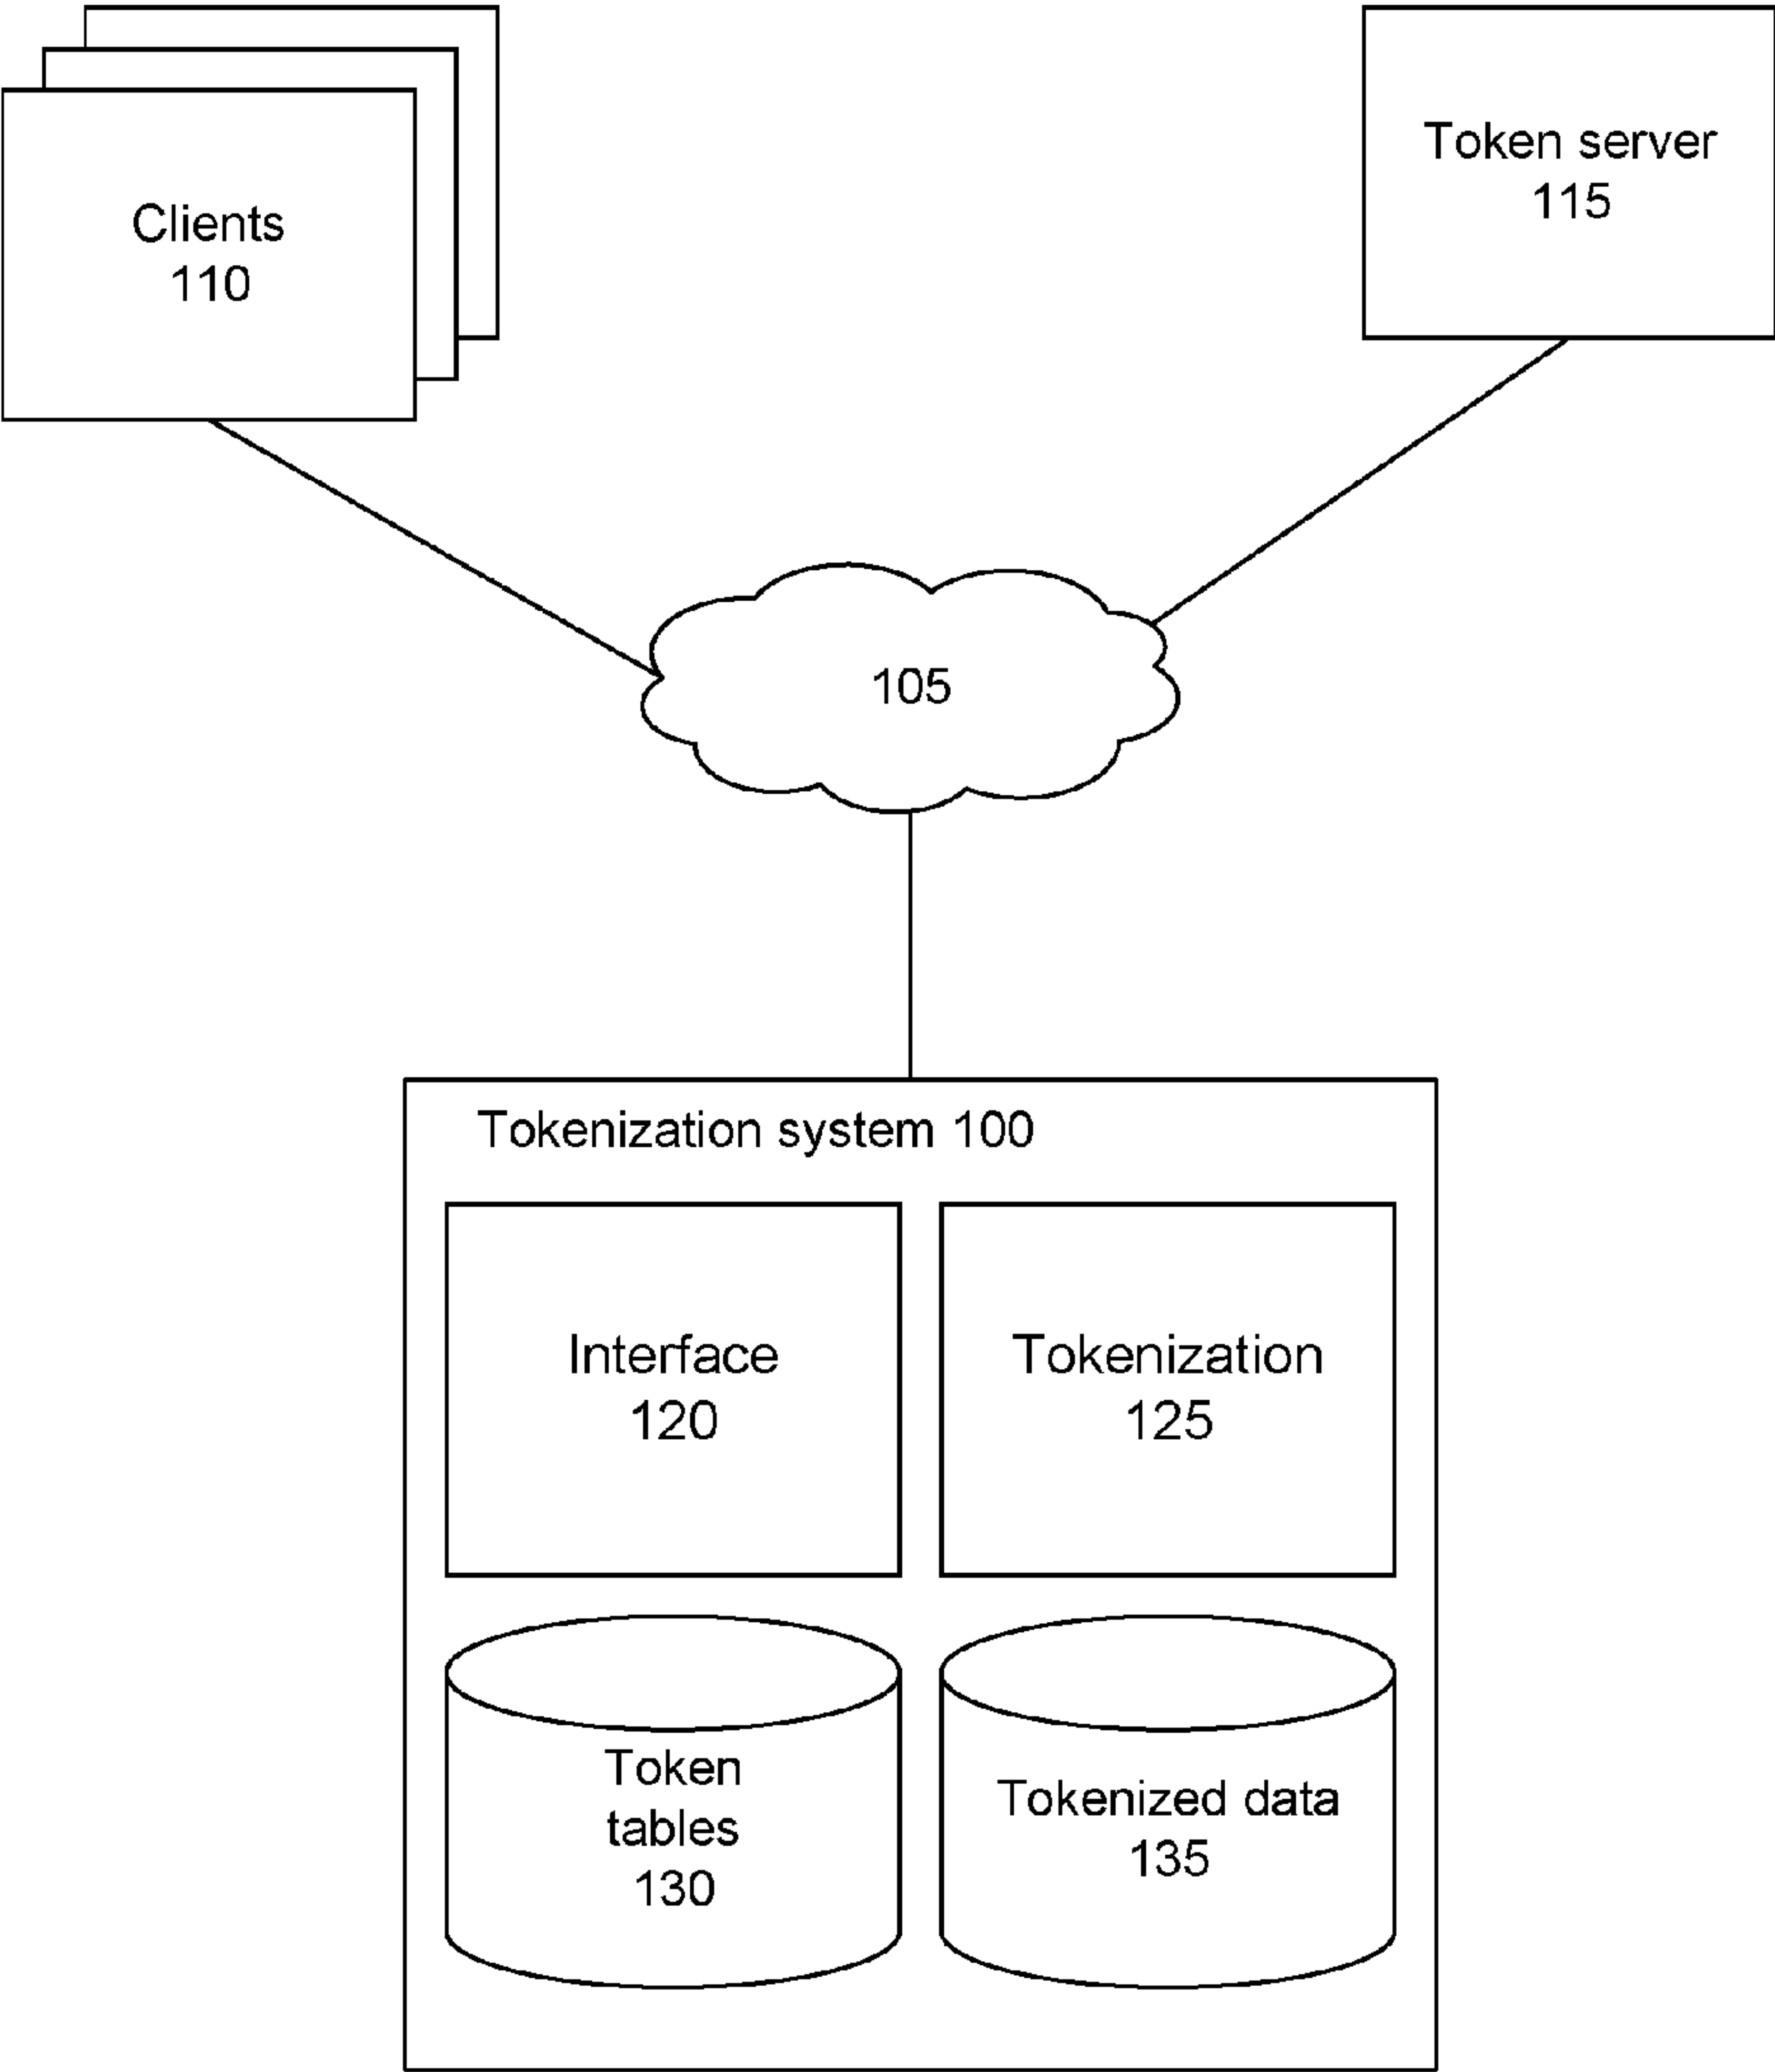 Clients
110
Token server
115
105
Tokenization system 100
Interface
120
Tokenization
125
Token
tables
130
Tokenized data
135